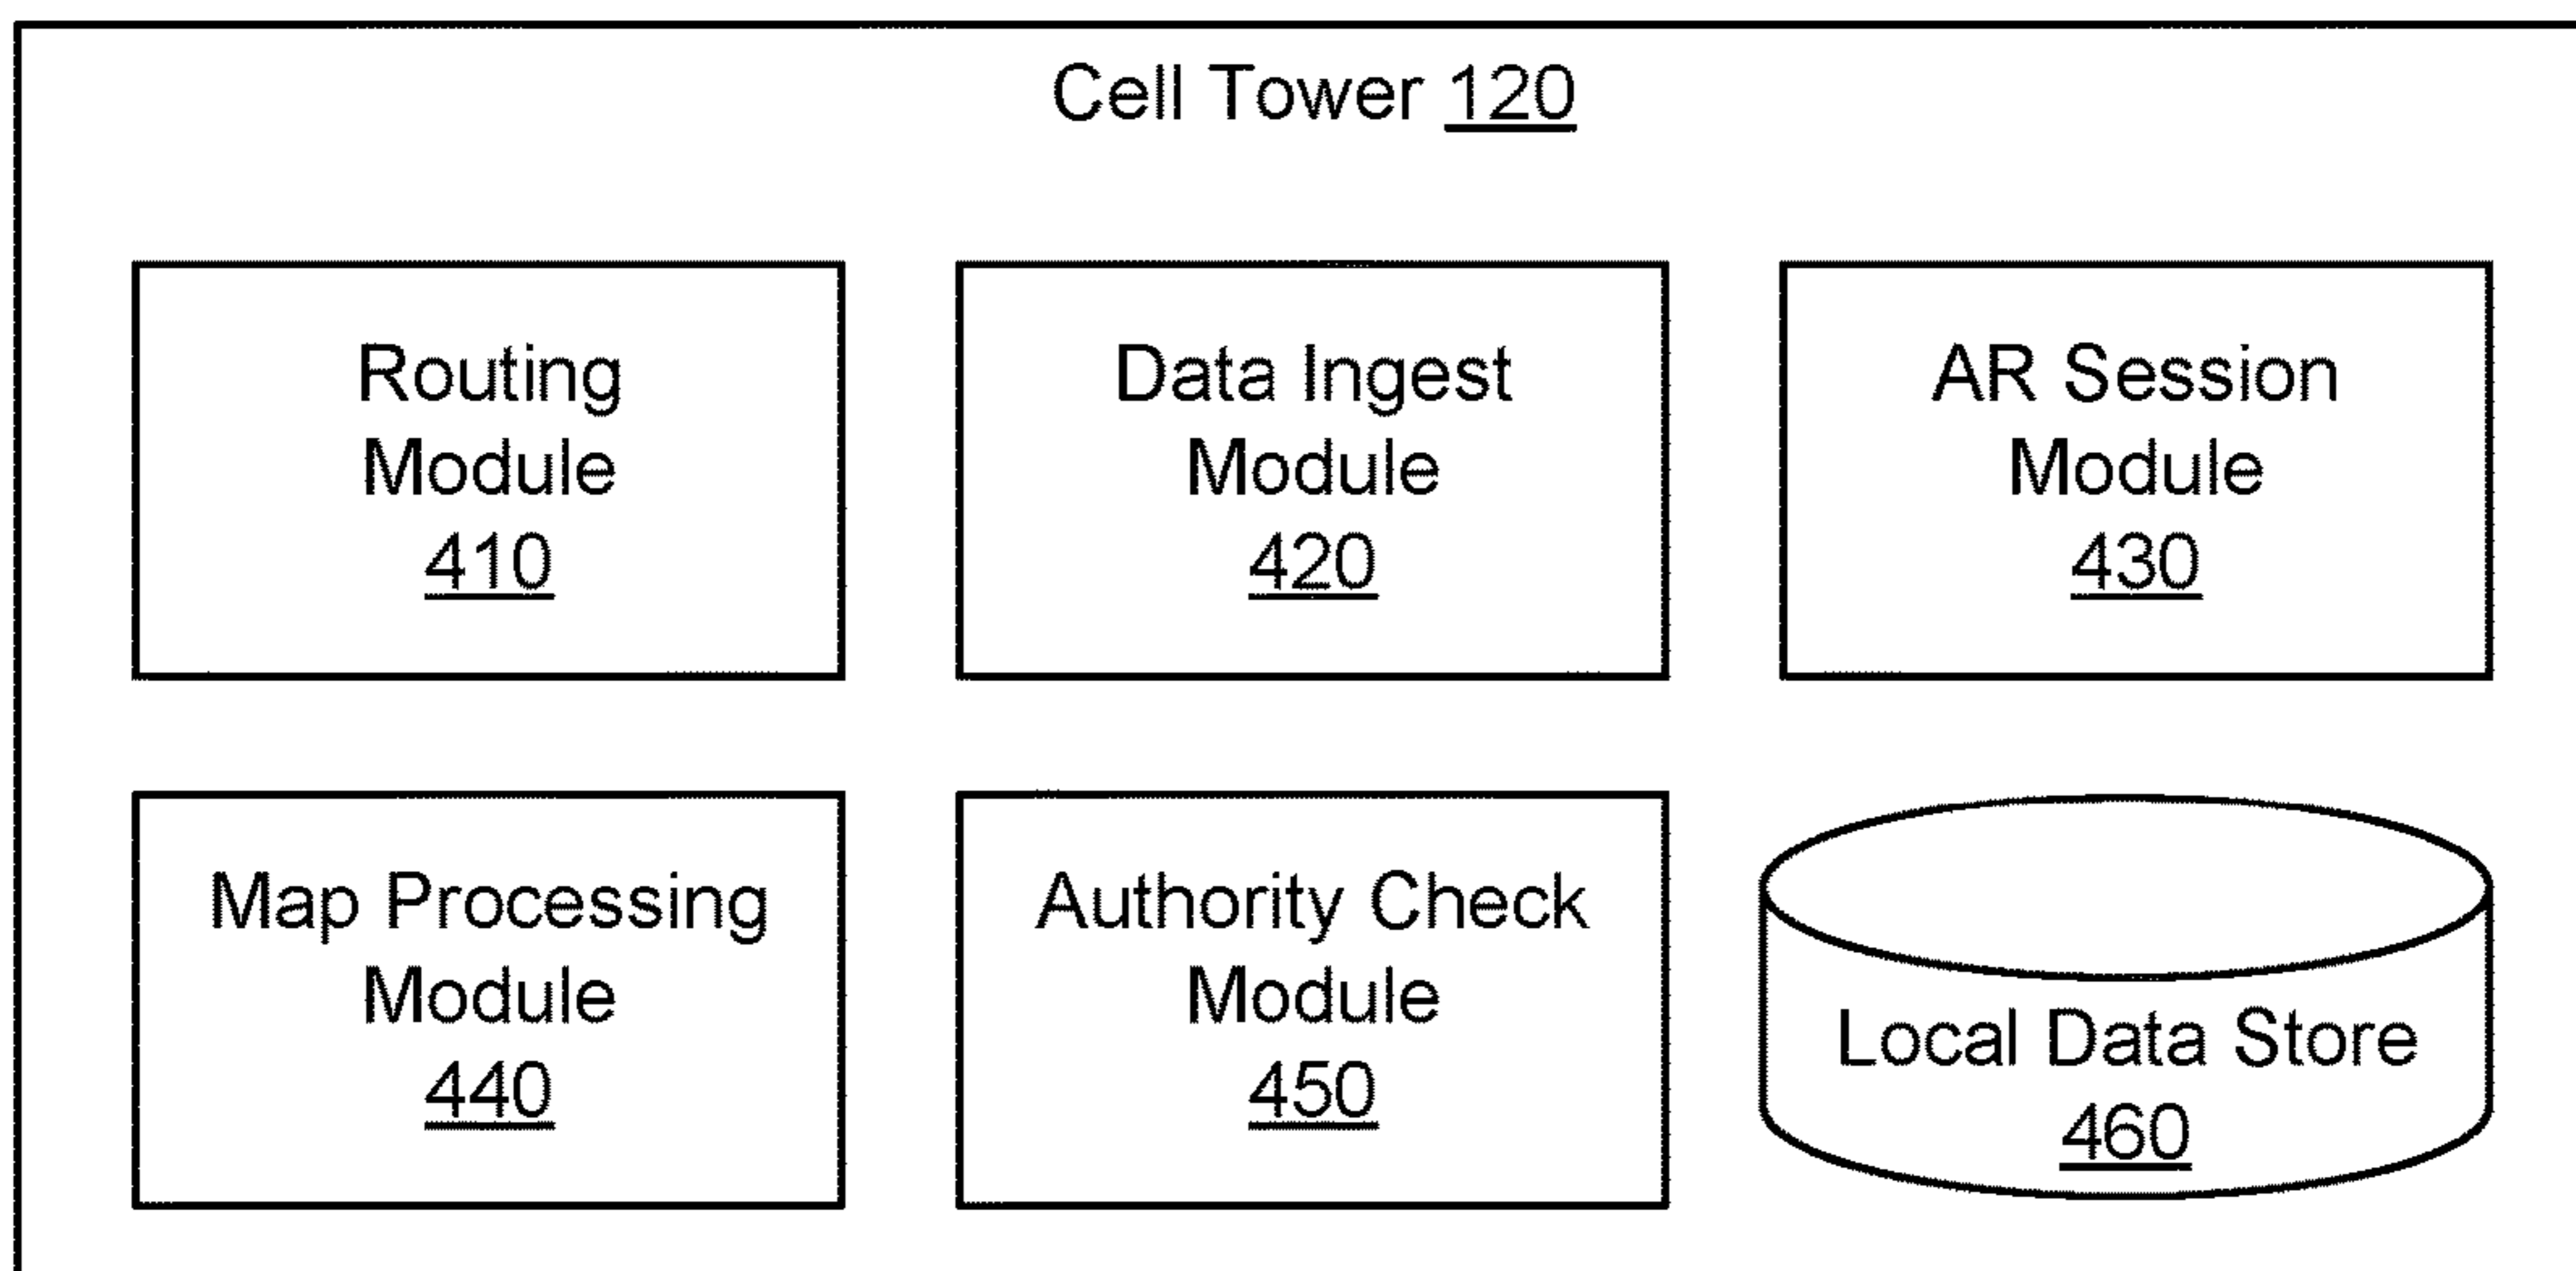 Cell Tower 120
Routing
Module
410
Data Ingest
Module
420
AR Session
Module
430
Map Processing
Module
440
Authority Check
Module
450
Local Data Store
460